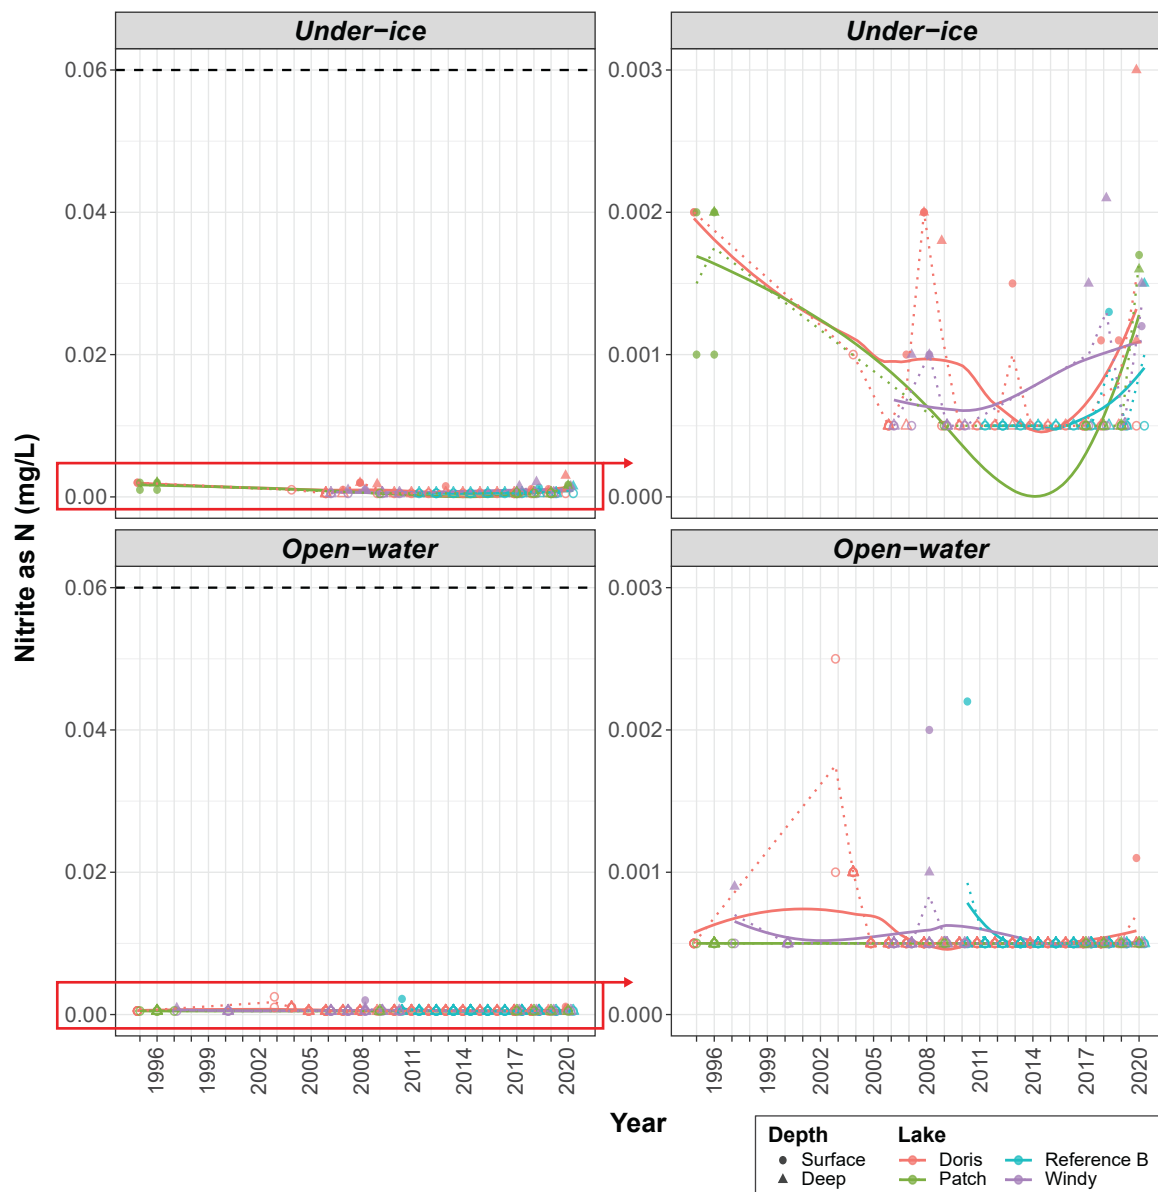 Under−ice
Under−ice
0.06
0.04
0.02
0.00
0.003
0.002
0.001
0.000
Open−water
Open−water
0.06
0.04
0.02
0.00
0.003
0.002
0.001
0.000
Nitrite as N (mg/L)
1996 1999 2002 2005 2008 2011 2014 2017 2020
1996 1999 2002 2005 2008 2011 2014 2017 2020
Year
Depth
Surface
Deep
Lake
Doris
Patch
Reference B
Windy